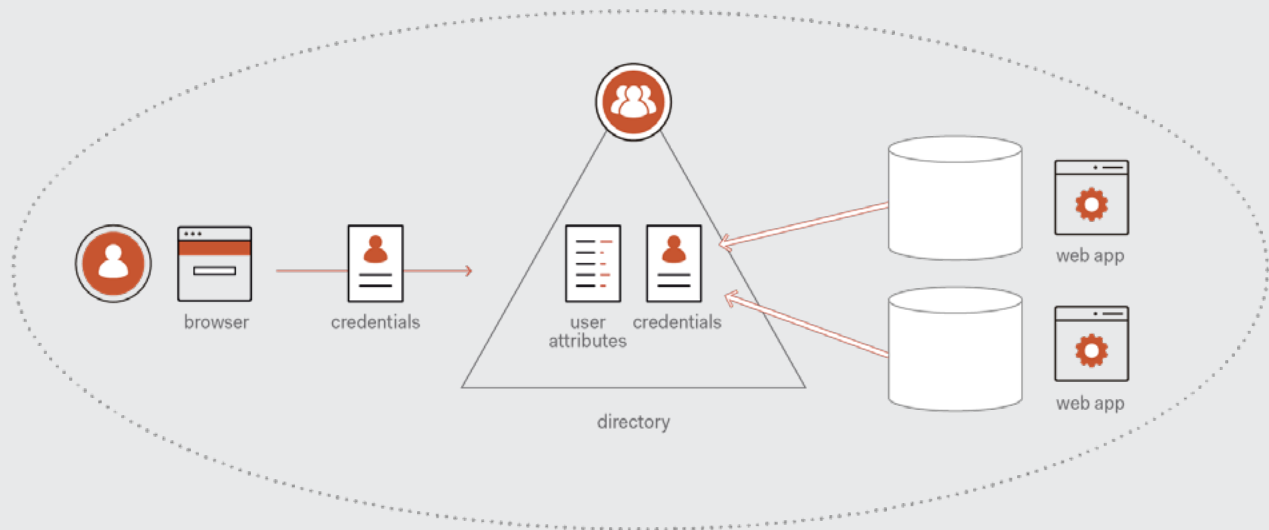 browser
credentials
user
attributes
credentials
directory
web app
web app